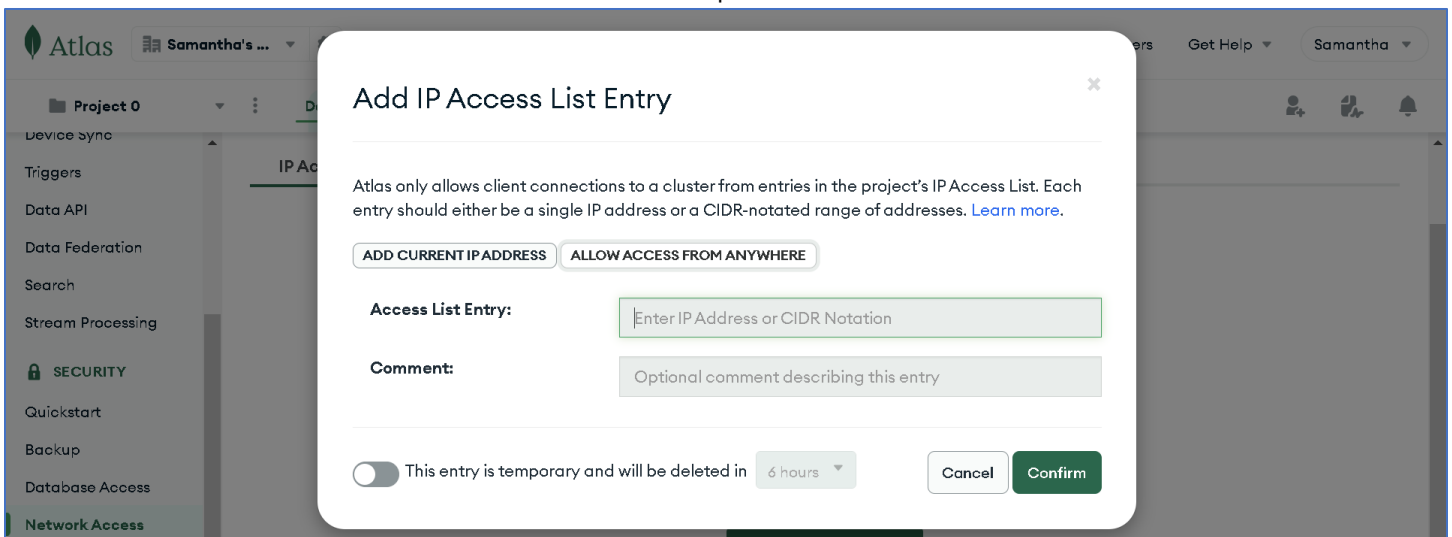 Atlas
Samantha's ...
Get Help
Samantha
Project 0
Device Sync
Triggers
Data API
Data Federation
Search
Stream Processing
SECURITY
Quickstart
Backup
Database Access
Network Access
Add IP Access List Entry
×
Atlas only allows client connections to a cluster from entries in the project’s IP Access List. Each
entry should either be a single IP address or a CIDR-notated range of addresses. Learn more.
ADD CURRENT IP ADDRESS ALLOW ACCESS FROM ANYWHERE
Access List Entry:
Enter IP Address or CIDR Notation
Comment:
Optional comment describing this entry
This entry is temporary and will be deleted in 6 hours
Cancel
Confirm